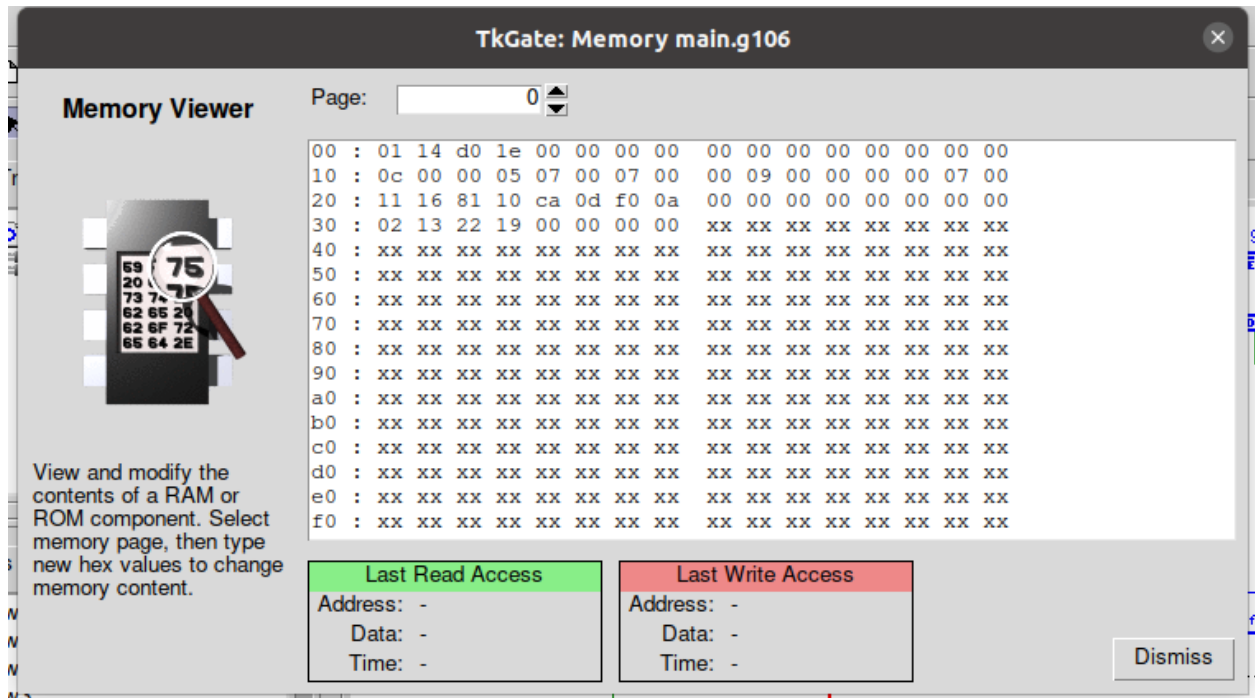 TkGate: Memory main.g106
Memory Viewer
Page: 0
00 : 01 14 d0 1e 00 00 00 00 00 00 00 00 00 00 00 00
10 : 0c 00 00 05 07 00 07 00 00 09 00 00 00 00 07 00
20 : 11 16 81 10 ca 0d f0 0a 00 00 00 00 00 00 00 00
30 : 02 13 22 19 00 00 00 00 xx xx xx xx xx xx xx xx
40 : xx xx xx xx xx xx xx xx xx xx xx xx xx xx xx xx
50 : xx xx xx xx xx xx xx xx xx xx xx xx xx xx xx xx
60 : xx xx xx xx xx xx xx xx xx xx xx xx xx xx xx xx
70 : xx xx xx xx xx xx xx xx xx xx xx xx xx xx xx xx
80 : xx xx xx xx xx xx xx xx xx xx xx xx xx xx xx xx
90 : xx xx xx xx xx xx xx xx xx xx xx xx xx xx xx xx
a0 : xx xx xx xx xx xx xx xx xx xx xx xx xx xx xx xx
b0 : xx xx xx xx xx xx xx xx xx xx xx xx xx xx xx xx
c0 : xx xx xx xx xx xx xx xx xx xx xx xx xx xx xx xx
d0 : xx xx xx xx xx xx xx xx xx xx xx xx xx xx xx xx
e0 : xx xx xx xx xx xx xx xx xx xx xx xx xx xx xx xx
f0 : xx xx xx xx xx xx xx xx xx xx xx xx xx xx xx xx
59 75
20
73 74
62 65 20
62 6F 72
65 64 2E
View and modify the
contents of a RAM or
ROM component. Select
memory page, then type
new hex values to change
memory content.
Last Read Access
Address: -
Data: -
Time: -
Last Write Access
Address: -
Data: -
Time: -
Dismiss